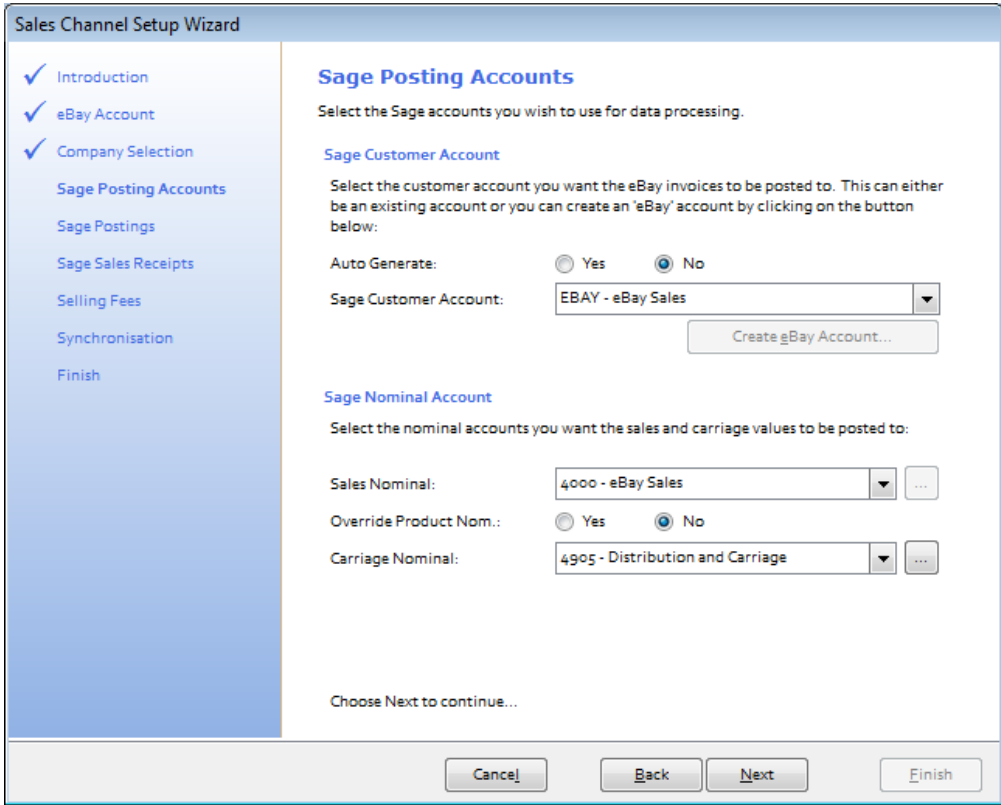 Sales Channel Setup Wizard
Introduction
eBay Account
Company Selection
Sage Posting Accounts
Sage Postings
Sage Sales Receipts
Selling Fees
Synchronisation
Finish
Sage Posting Accounts
Select the Sage accounts you wish to use for data processing.
Sage Customer Account
Select the customer account you want the eBay invoices to be posted to. This can either
be an existing account or you can create an 'eBay' account by clicking on the button
below:
Auto Generate: Yes No
Sage Customer Account: EBAY - eBay Sales
Create eBay Account...
Sage Nominal Account
Select the nominal accounts you want the sales and carriage values to be posted to:
Sales Nominal: 4000 - eBay Sales ...
Override Product Nom.: Yes No
Carriage Nominal: 4905 - Distribution and Carriage ...
Choose Next to continue...
Cancel Back Next Finish